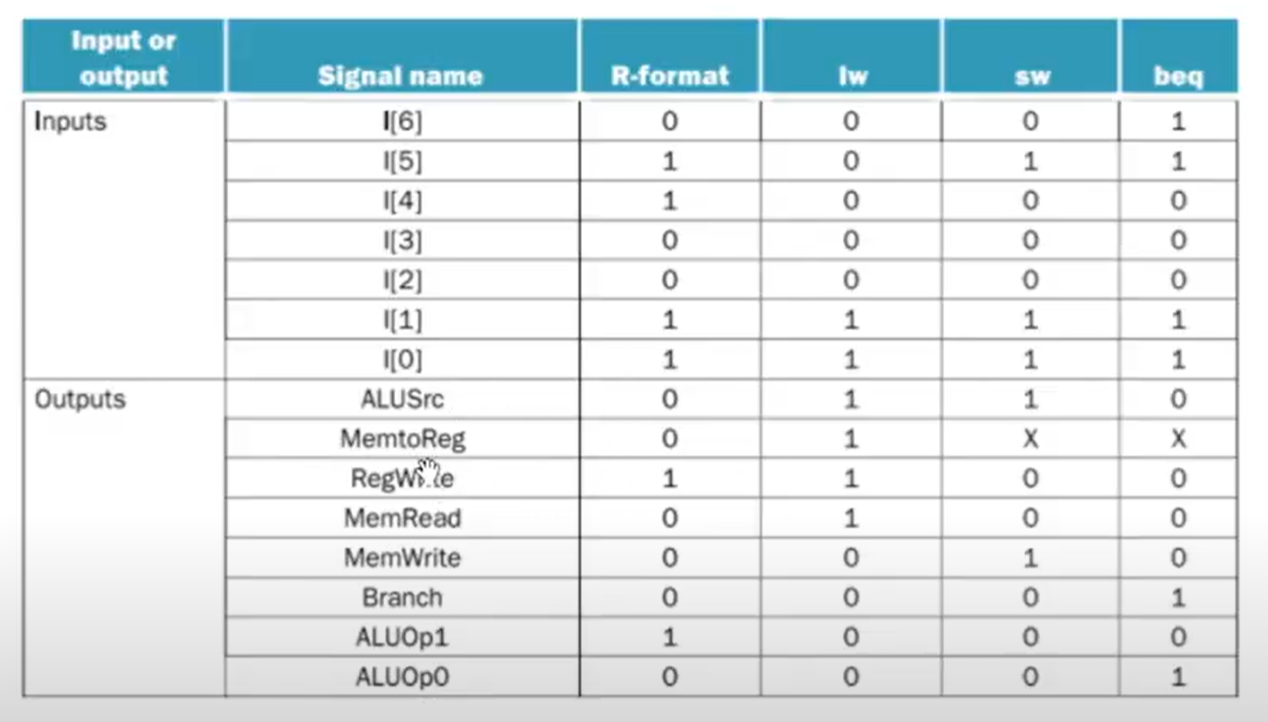 Input or output Signal name R-format lw sw beq
Inputs I[6] 0 0 0 1
I[5] 1 0 1 1
I[4] 1 0 0 0
I[3] 0 0 0 0
I[2] 0 0 0 0
I[1] 1 1 1 1
I[0] 1 1 1 1
Outputs ALUSrc 0 1 1 0
MemtoReg 0 1 X X
RegWrite 1 1 0 0
MemRead 0 1 0 0
MemWrite 0 0 1 0
Branch 0 0 0 1
ALUOp1 1 0 0 0
ALUOp0 0 0 0 1